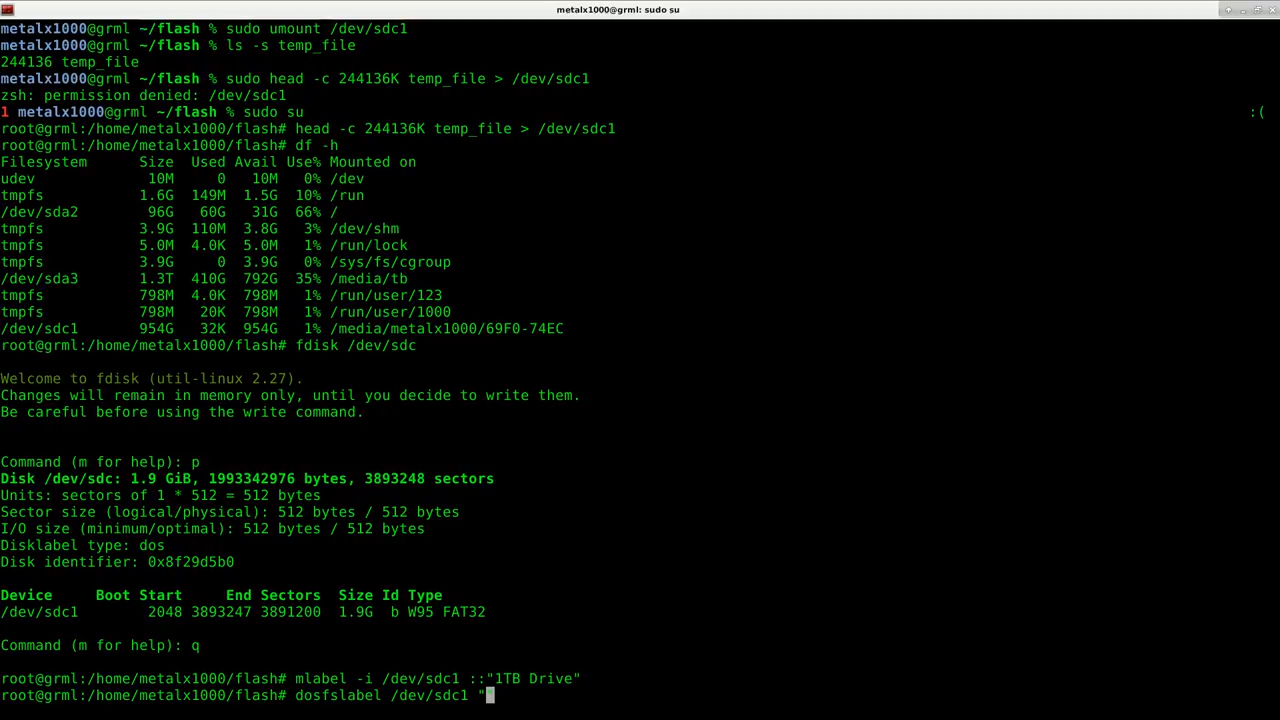 metalx1000@grml: sudo su
metalx1000@grml ~/flash % sudo umount /dev/sdc1
metalx1000@grml ~/flash % ls -s temp_file
244136 temp_file
metalx1000@grml ~/flash % sudo head -c 244136K temp_file > /dev/sdc1
zsh: permission denied: /dev/sdc1
1 metalx1000@grml ~/flash % sudo su :(
root@grml:/home/metalx1000/flash# head -c 244136K temp_file > /dev/sdc1
root@grml:/home/metalx1000/flash# df -h
Filesystem Size Used Avail Use% Mounted on
udev 10M 0 10M 0% /dev
tmpfs 1.6G 149M 1.5G 10% /run
/dev/sda2 96G 60G 31G 66% /
tmpfs 3.9G 110M 3.8G 3% /dev/shm
tmpfs 5.0M 4.0K 5.0M 1% /run/lock
tmpfs 3.9G 0 3.9G 0% /sys/fs/cgroup
/dev/sda3 1.3T 410G 792G 35% /media/tb
tmpfs 798M 4.0K 798M 1% /run/user/123
tmpfs 798M 20K 798M 1% /run/user/1000
/dev/sdc1 954G 32K 954G 1% /media/metalx1000/69F0-74EC
root@grml:/home/metalx1000/flash# fdisk /dev/sdc
Welcome to fdisk (util-linux 2.27).
Changes will remain in memory only, until you decide to write them.
Be careful before using the write command.
Command (m for help): p
Disk /dev/sdc: 1.9 GiB, 1993342976 bytes, 3893248 sectors
Units: sectors of 1 * 512 = 512 bytes
Sector size (logical/physical): 512 bytes / 512 bytes
I/O size (minimum/optimal): 512 bytes / 512 bytes
Disklabel type: dos
Disk identifier: 0x8f29d5b0
Device Boot Start End Sectors Size Id Type
/dev/sdc1 2048 3893247 3891200 1.9G b W95 FAT32
Command (m for help): q
root@grml:/home/metalx1000/flash# mlabel -i /dev/sdc1 ::"1TB Drive"
root@grml:/home/metalx1000/flash# dosfslabel /dev/sdc1 ""